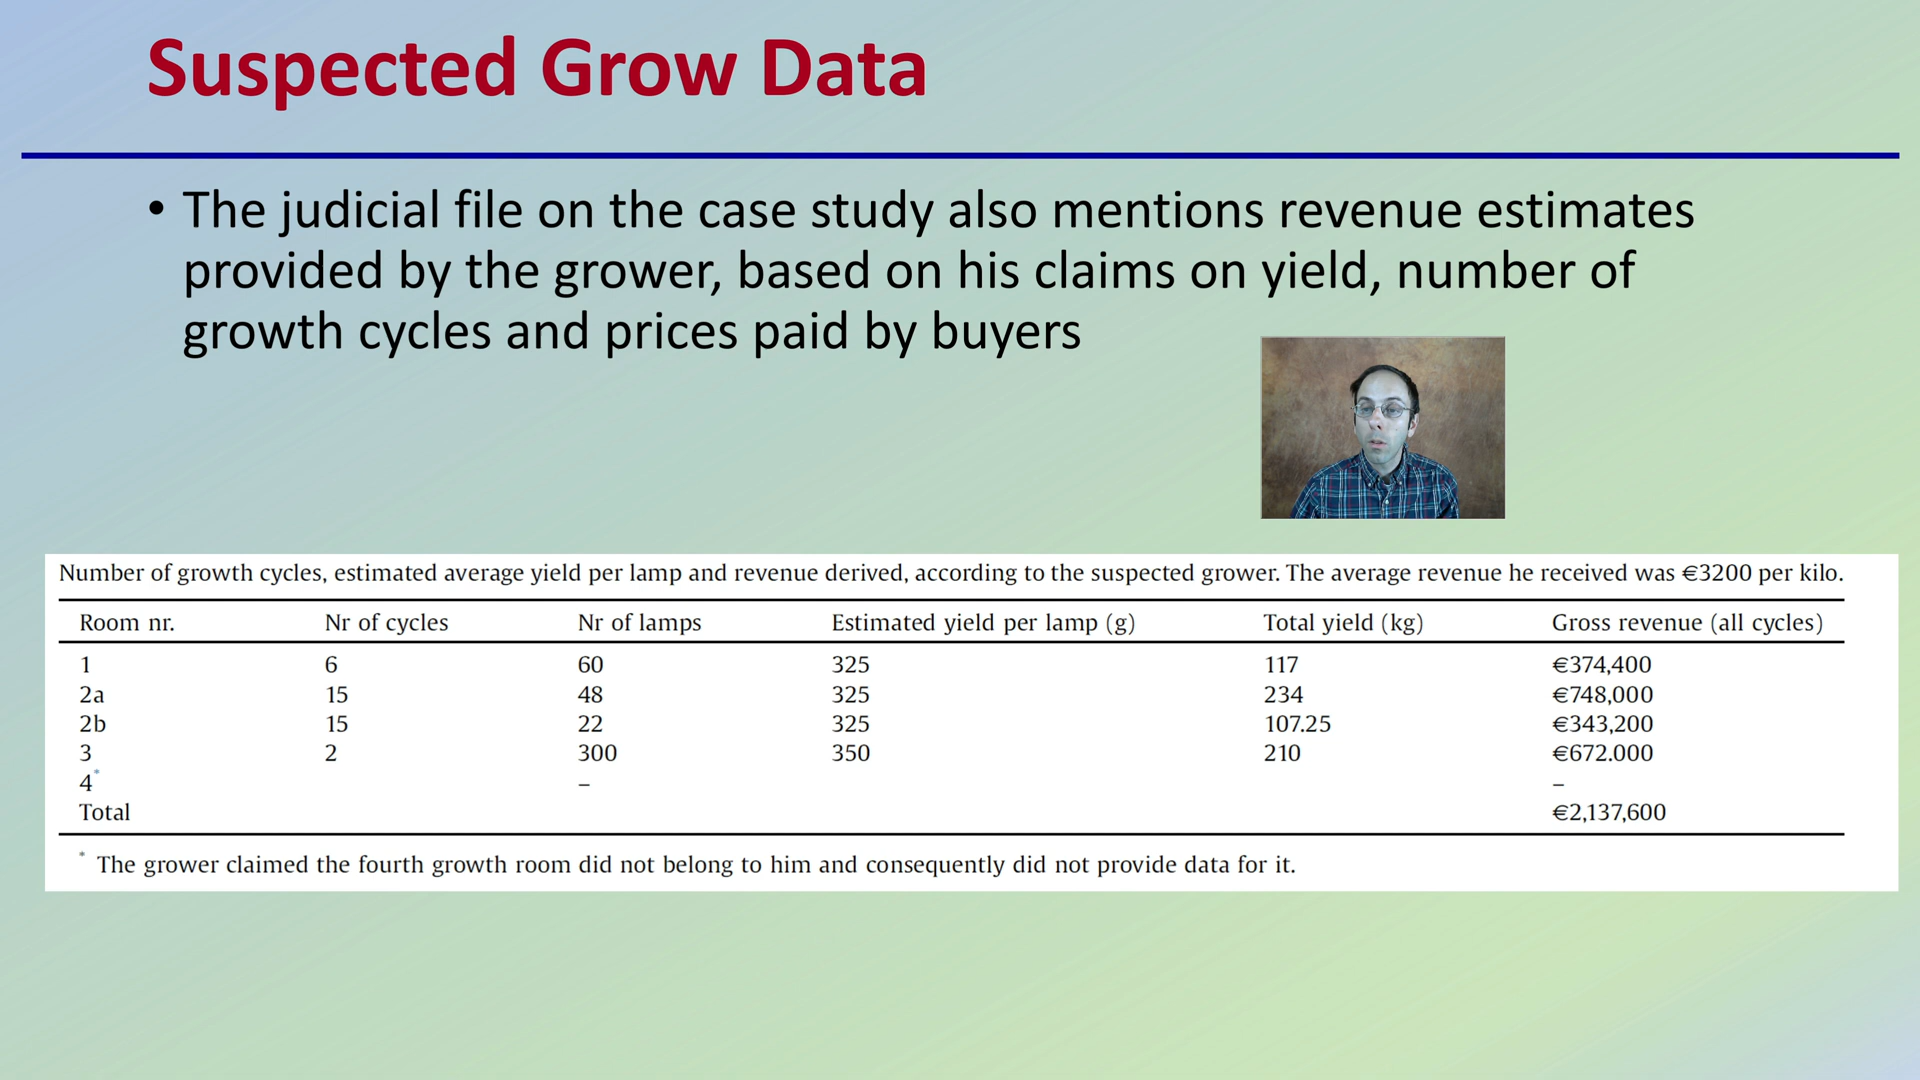 Suspected Grow Data
• The judicial file on the case study also mentions revenue estimates
provided by the grower, based on his claims on yield, number of
growth cycles and prices paid by buyers
Number of growth cycles, estimated average yield per lamp and revenue derived, according to the suspected grower. The average revenue he received was €3200 per kilo.
Room nr. Nr of cycles Nr of lamps Estimated yield per lamp (g) Total yield (kg) Gross revenue (all cycles)
1 6 60 325 117 €374,400
2a 15 48 325 234 €748,000
2b 15 22 325 107.25 €343,200
3 2 300 350 210 €672.000
4* – –
Total €2,137,600
* The grower claimed the fourth growth room did not belong to him and consequently did not provide data for it.